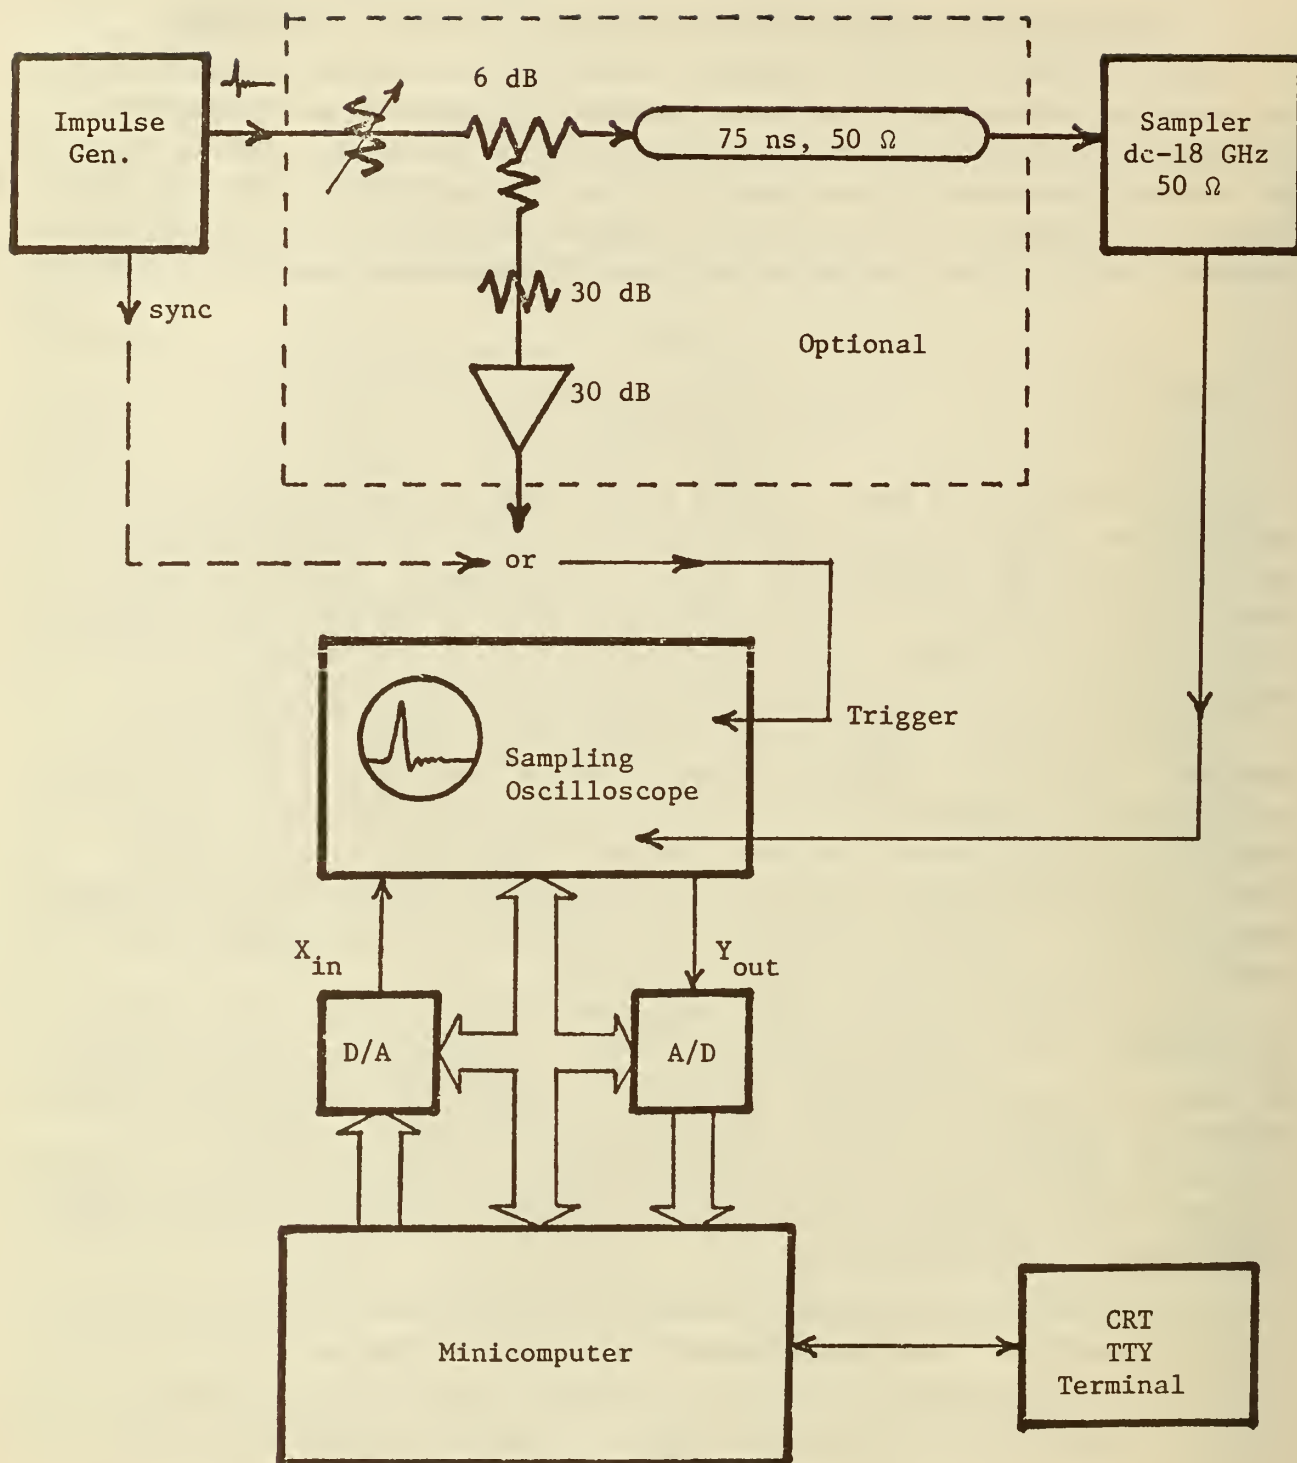 6 dB
Impulse
Gen.
75 ns, 50 Ω
Sampler
dc-18 GHz
50 Ω
sync
30 dB
Optional
30 dB
or
Trigger
Sampling
Oscilloscope
X in
Y out
D/A
A/D
Minicomputer
CRT
TTY
Terminal